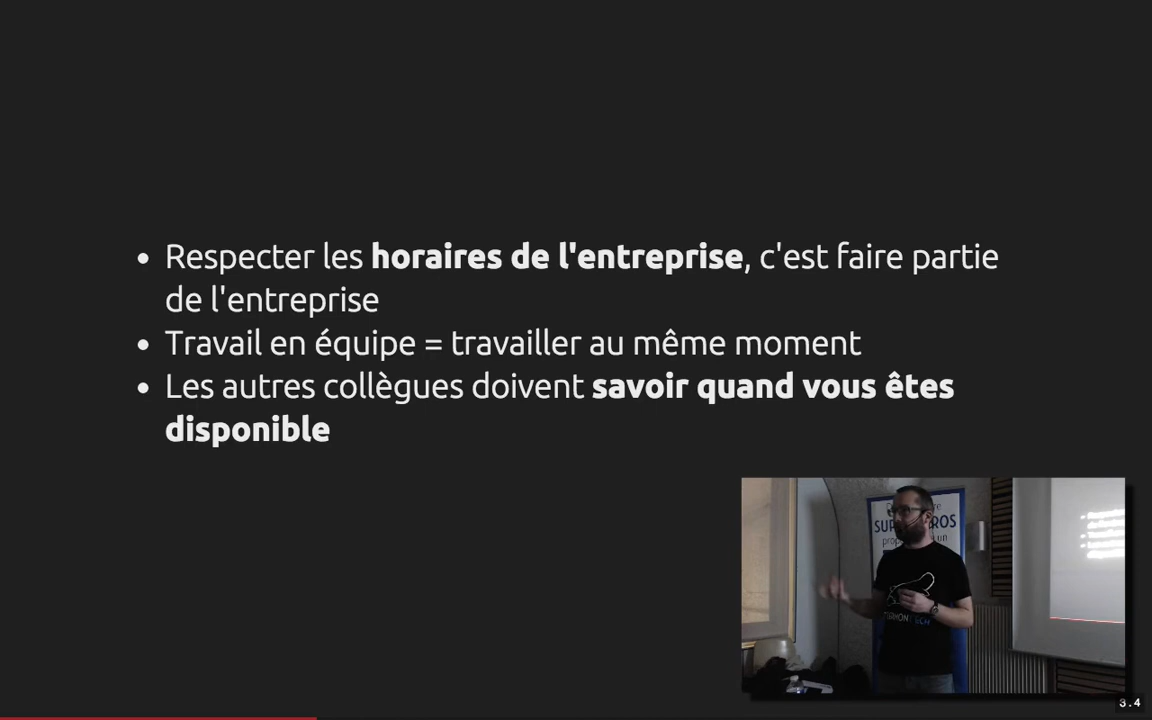 • Respecter les horaires de l'entreprise, c'est faire partie
de l'entreprise
• Travail en équipe = travailler au même moment
• Les autres collègues doivent savoir quand vous êtes
disponible
3.4